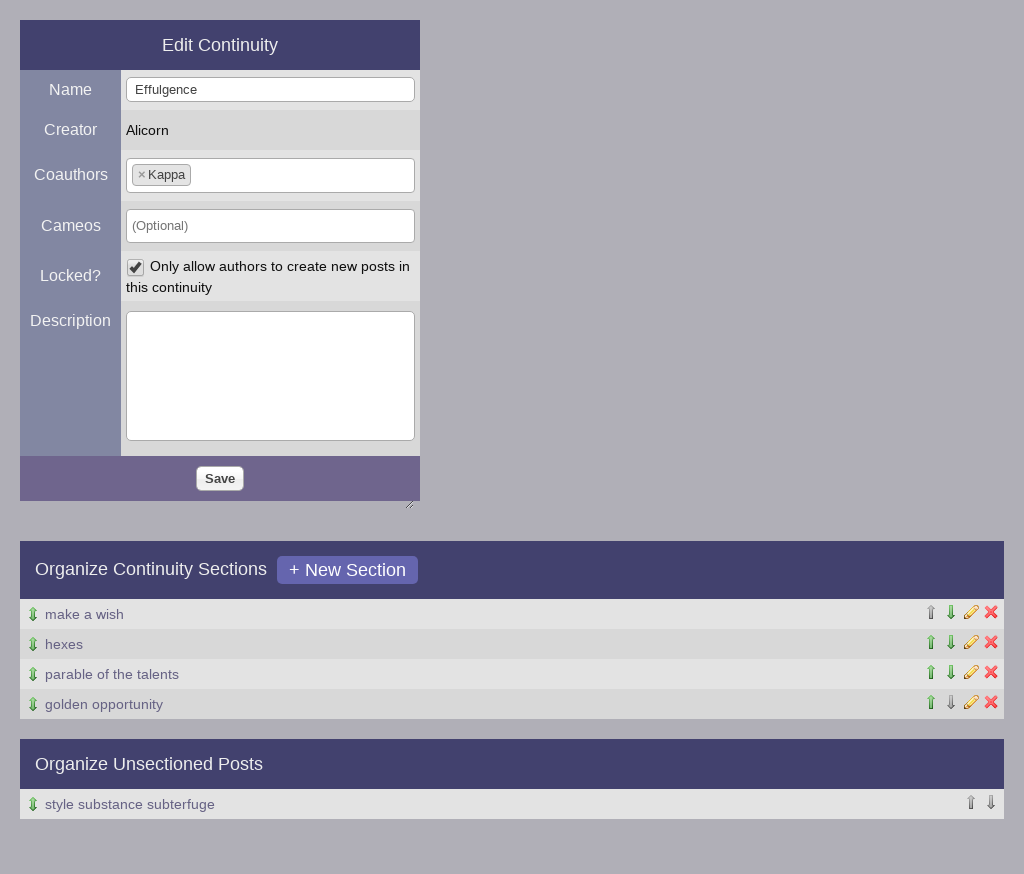 Edit Continuity
Name
Effulgence
Creator
Alicorn
Coauthors
×Kappa
Cameos
(Optional)
Locked?
Only allow authors to create new posts in
this continuity
Description
Save
Organize Continuity Sections
+ New Section
make a wish
hexes
parable of the talents
golden opportunity
Organize Unsectioned Posts
style substance subterfuge